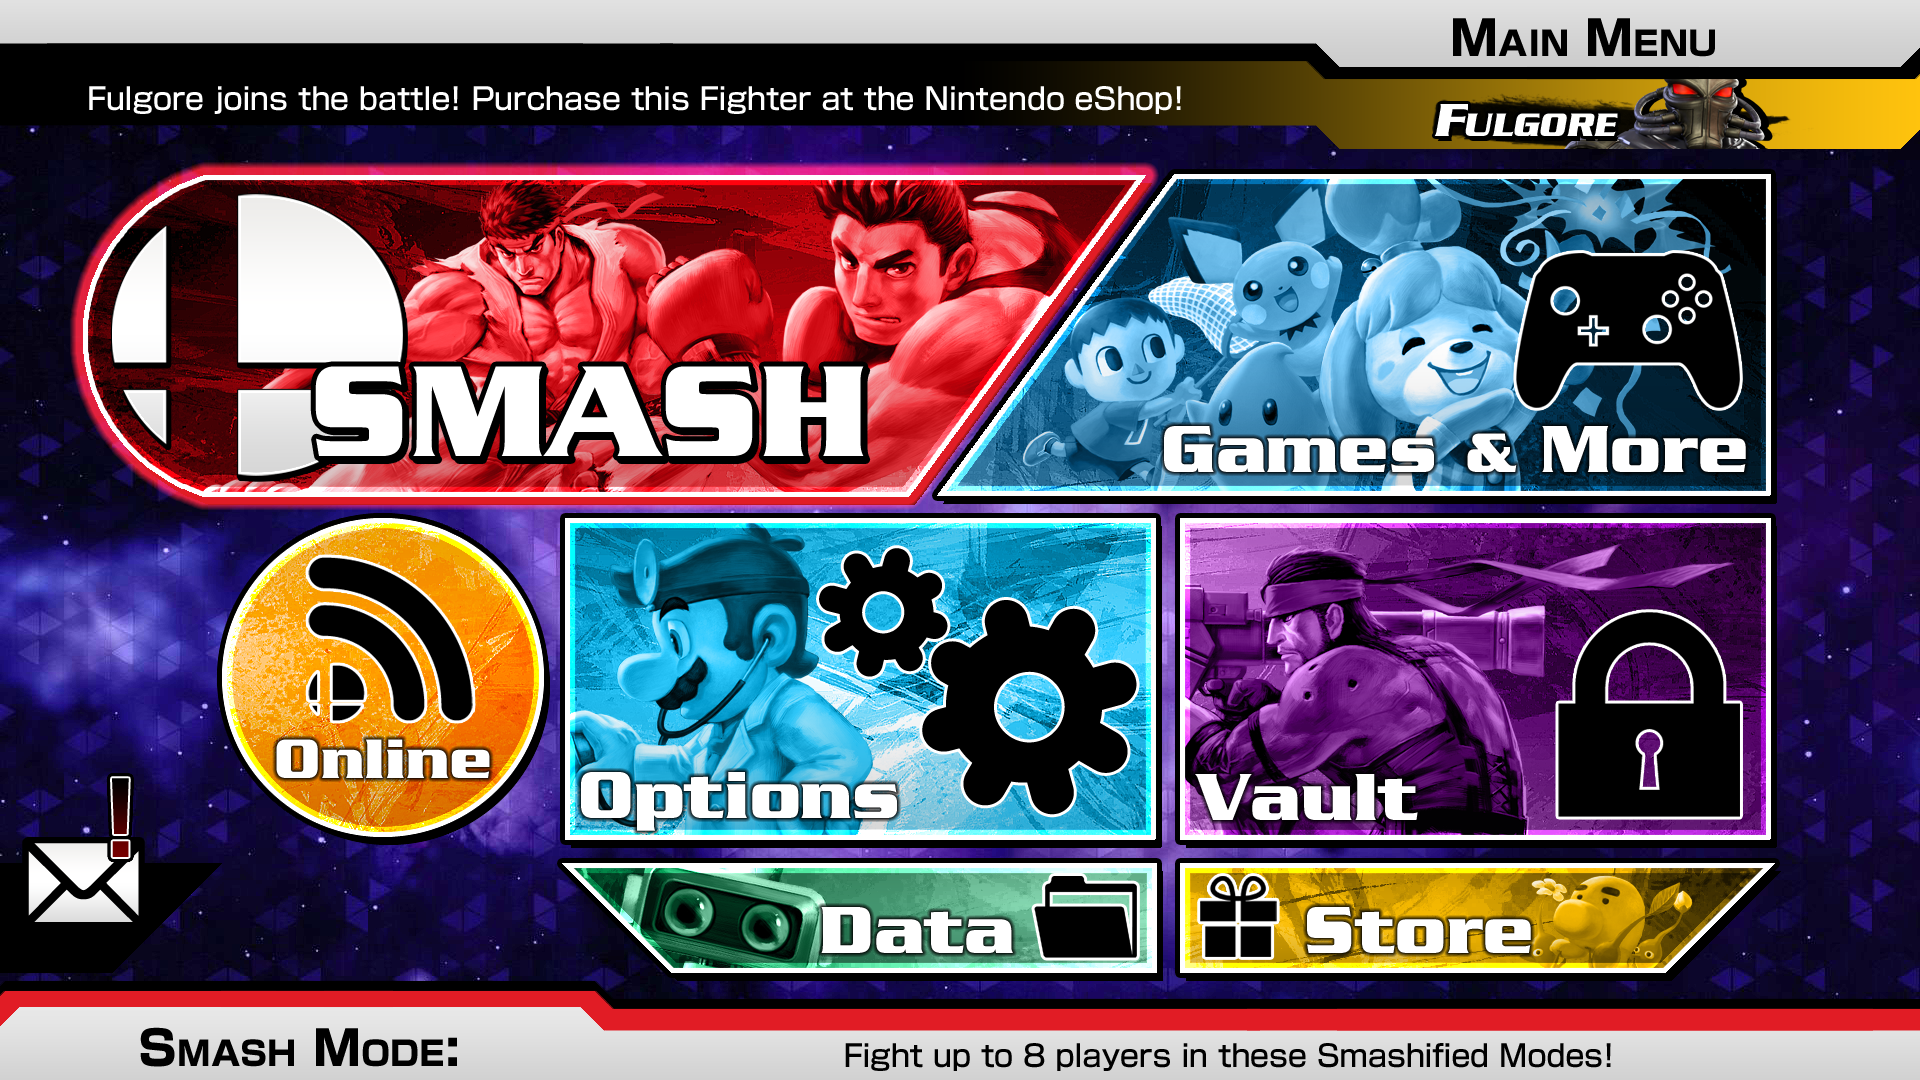 Main Menu
Fulgore joins the battle! Purchase this Fighter at the Nintendo eShop!
Fulgore
SMASH
Games & More
Online
Options
Vault
Data
Store
Smash Mode:
Fight up to 8 players in these Smashified Modes!